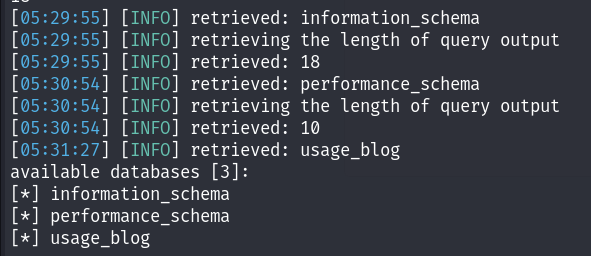 [05:29:55] [INFO] retrieved: information_schema
[05:29:55] [INFO] retrieving the length of query output
[05:29:55] [INFO] retrieved: 18
[05:30:54] [INFO] retrieved: performance_schema
[05:30:54] [INFO] retrieving the length of query output
[05:30:54] [INFO] retrieved: 10
[05:31:27] [INFO] retrieved: usage_blog
available databases [3]:
[*] information_schema
[*] performance_schema
[*] usage_blog